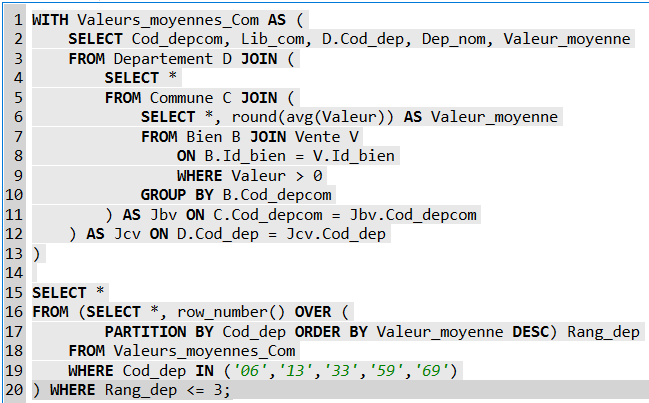 1 WITH Valeurs_moyennes_Com AS (
2     SELECT Cod_depcom, Lib_com, D.Cod_dep, Dep_nom, Valeur_moyenne
3     FROM Departement D JOIN (
4         SELECT *
5         FROM Commune C JOIN (
6             SELECT *, round(avg(Valeur)) AS Valeur_moyenne
7             FROM Bien B JOIN Vente V
8                 ON B.Id_bien = V.Id_bien
9                 WHERE Valeur > 0
10             GROUP BY B.Cod_depcom
11         ) AS Jbv ON C.Cod_depcom = Jbv.Cod_depcom
12     ) AS Jcv ON D.Cod_dep = Jcv.Cod_dep
13 )
14
15 SELECT *
16 FROM (SELECT *, row_number() OVER (
17         PARTITION BY Cod_dep ORDER BY Valeur_moyenne DESC) Rang_dep
18     FROM Valeurs_moyennes_Com
19     WHERE Cod_dep IN ('06','13','33','59','69')
20 ) WHERE Rang_dep <= 3;